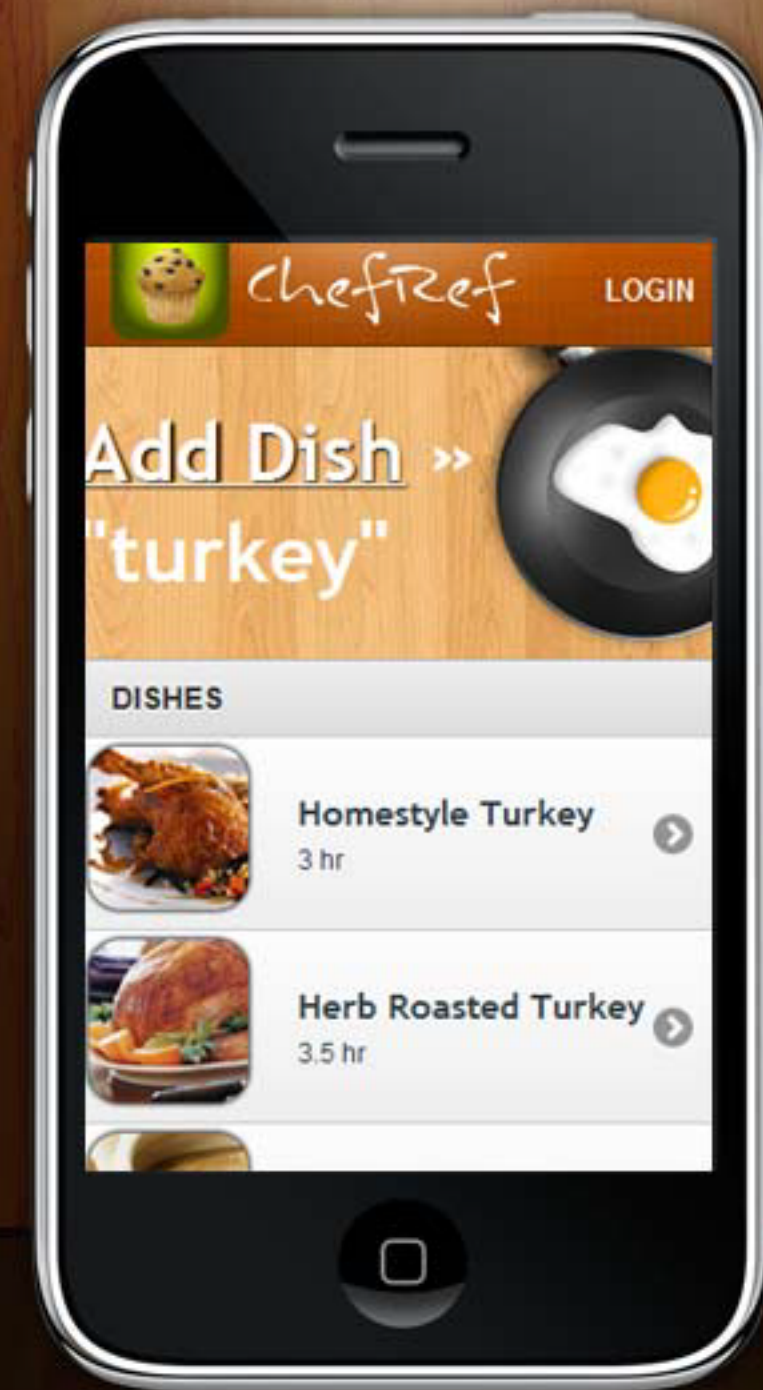 ChefRef
LOGIN
Add Dish »
"turkey"
DISHES
Homestyle Turkey
3 hr
Herb Roasted Turkey
3.5 hr